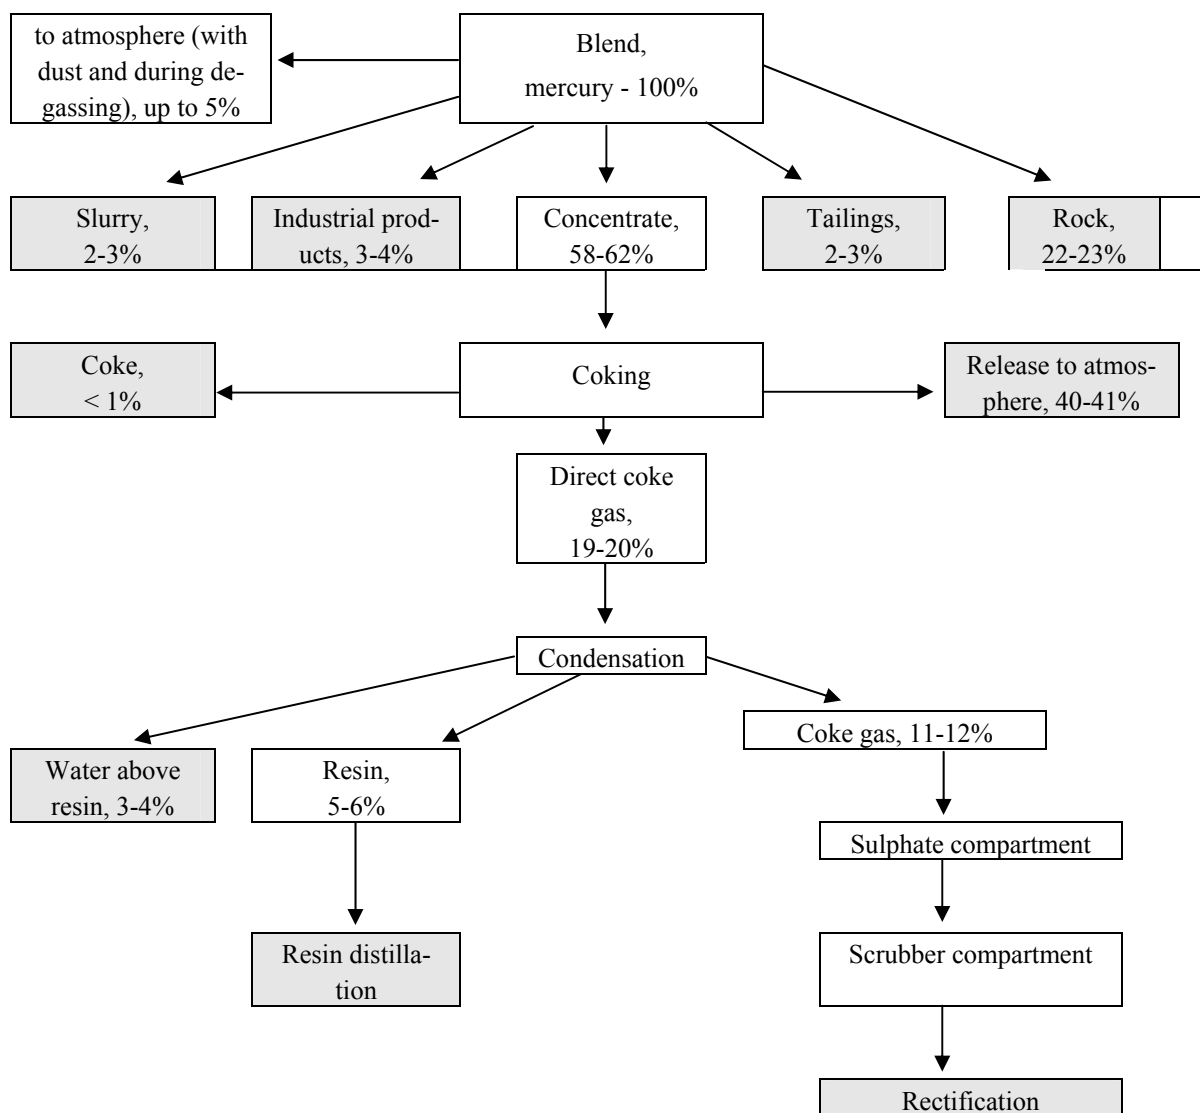 to atmosphere (with
dust and during de-
gassing), up to 5%
Blend,
mercury - 100%
Slurry,
2-3%
Industrial prod-
ucts, 3-4%
Concentrate,
58-62%
Tailings,
2-3%
Rock,
22-23%
Coke,
< 1%
Coking
Release to atmos-
phere, 40-41%
Direct coke
gas,
19-20%
Condensation
Coke gas, 11-12%
Water above
resin, 3-4%
Resin,
5-6%
Sulphate compartment
Resin distilla-
tion
Scrubber compartment
Rectification